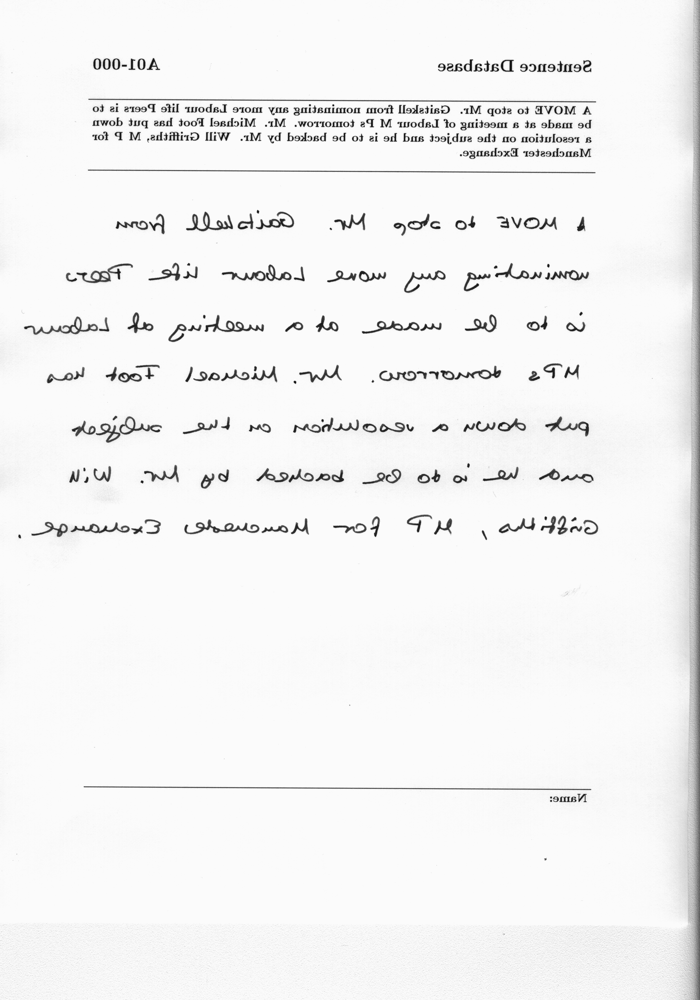 Sentence Database A01-000
A MOVE to stop Mr. Gaitskell from nominating any more Labour life Peers is to
be made at a meeting of Labour M Ps tomorrow. Mr. Michael Foot has put down
a resolution on the subject and he is to be backed by Mr. Will Griffiths, M P for
Manchester Exchange.
A MOVE to stop Mr. Gaitskell from
nominating any more Labour life Peers
is to be made at a meeting of Labour
MPs tomorrow. Mr. Michael Foot has
put down a resolution on the subject
and he is to be backed by Mr. Will
Griffiths, MP for Manchester Exchange.
Name: